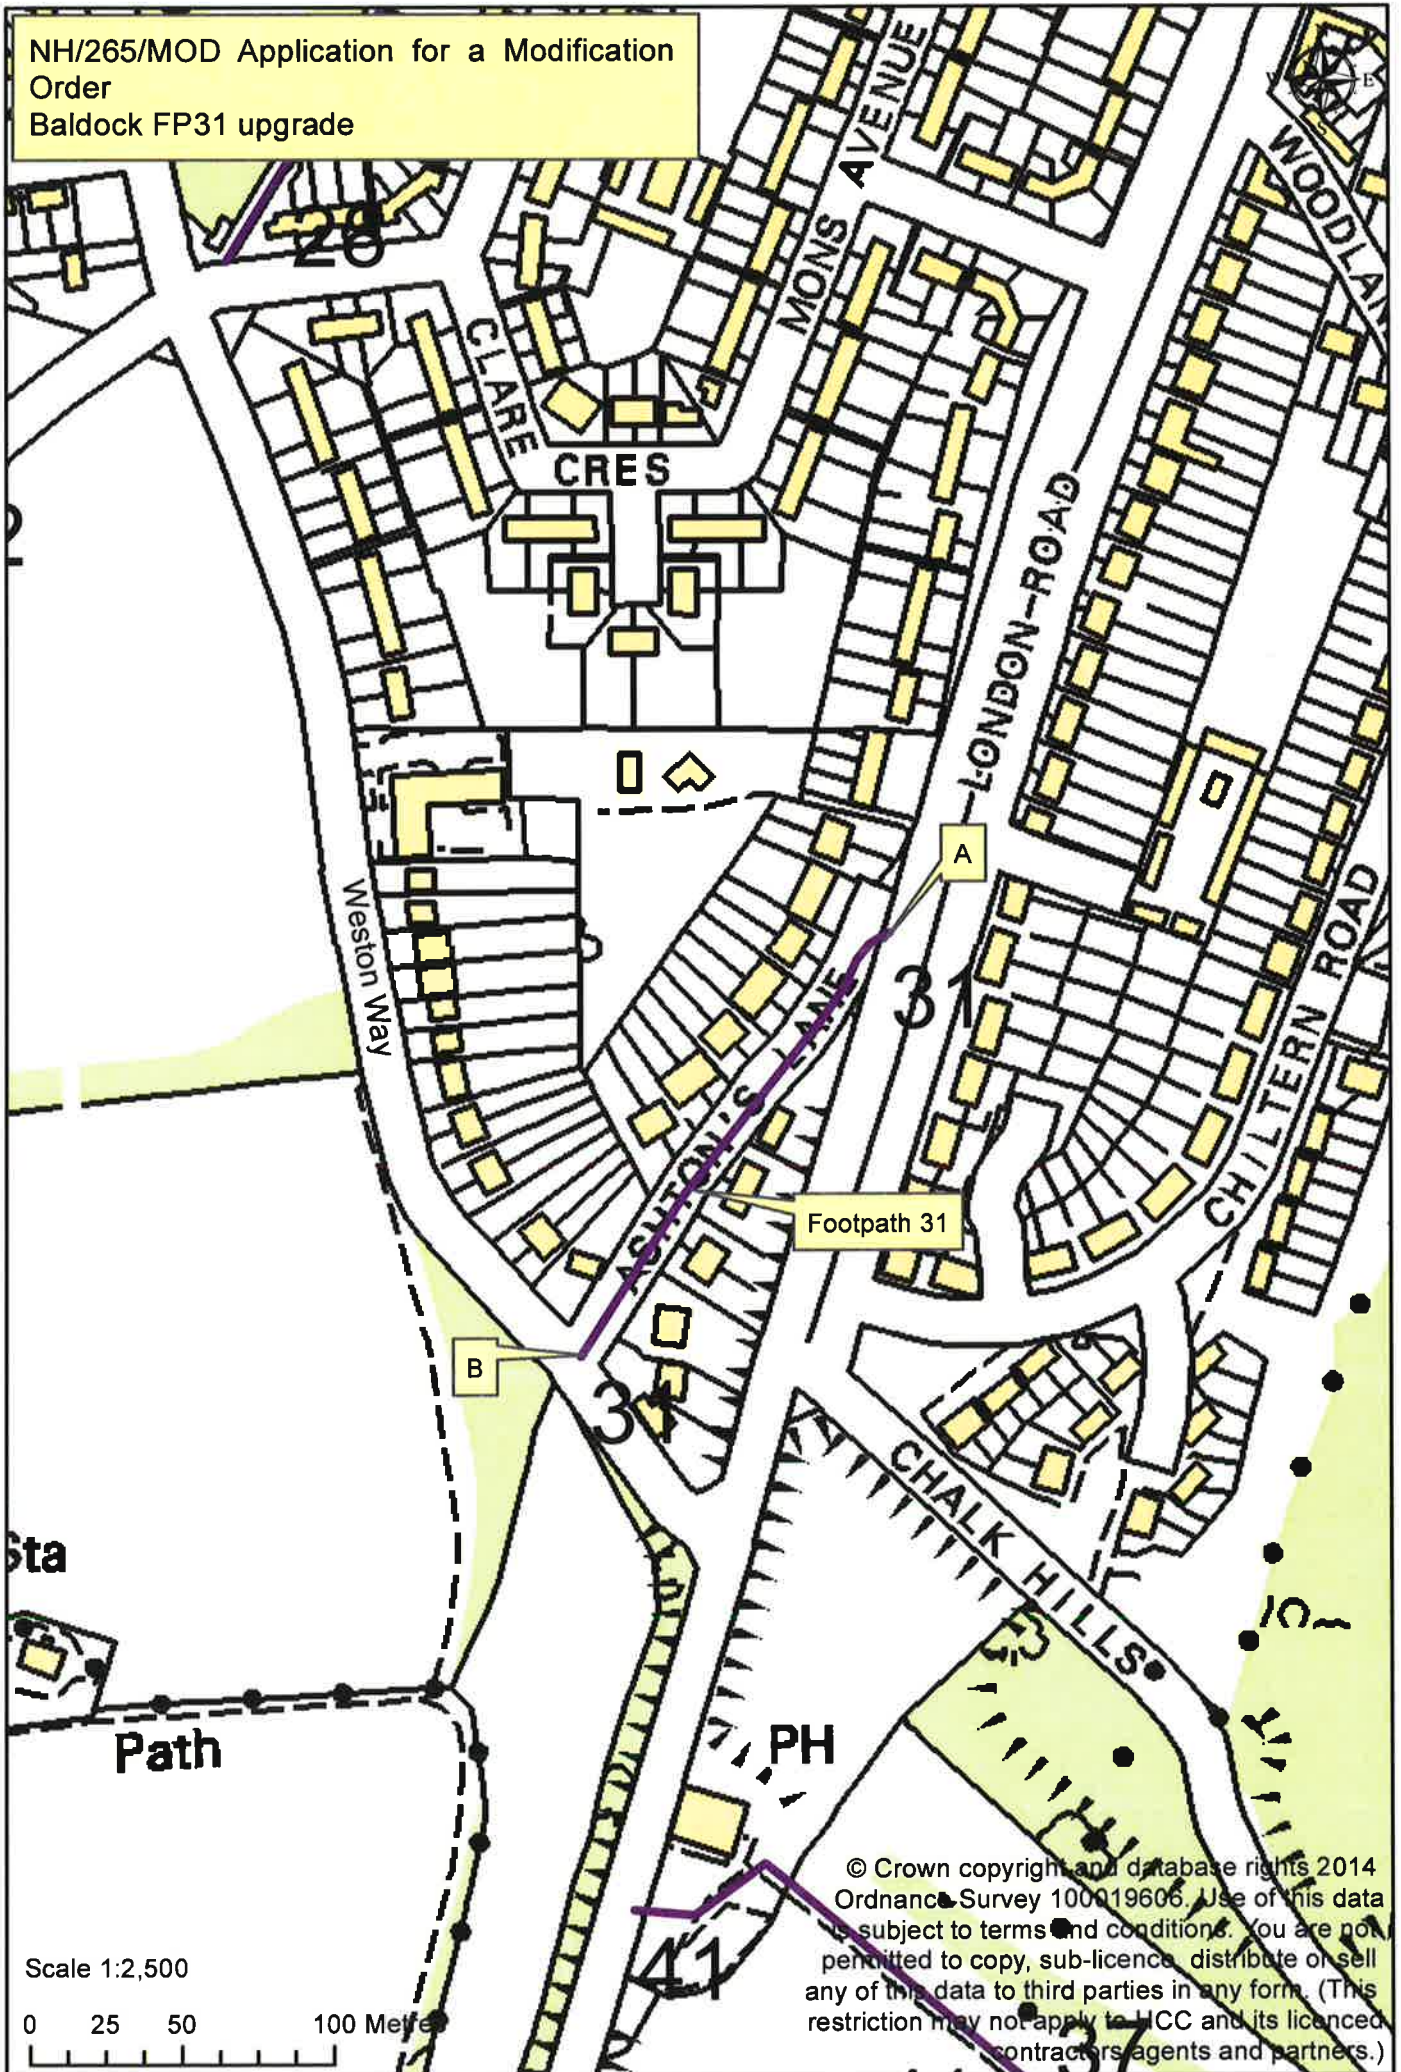 NH/265/MOD Application for a Modification
Order
Baldock FP31 upgrade
E
S
MONS AVENUE
28
CLARE
CRES
LONDON-ROAD
A
Weston Way
31
ASHTON'S LANE
CHILTERN ROAD
Footpath 31
B
31
CHALK HILLS
Path
PH
41
© Crown copyright and database rights 2014
Ordnance Survey 100019606. Use of this data
is subject to terms and conditions. You are not
permitted to copy, sub-licence, distribute or sell
any of this data to third parties in any form. (This
restriction may not apply to HCC and its licenced
contractors agents and partners.)
Scale 1:2,500
0 25 50 100 Metres